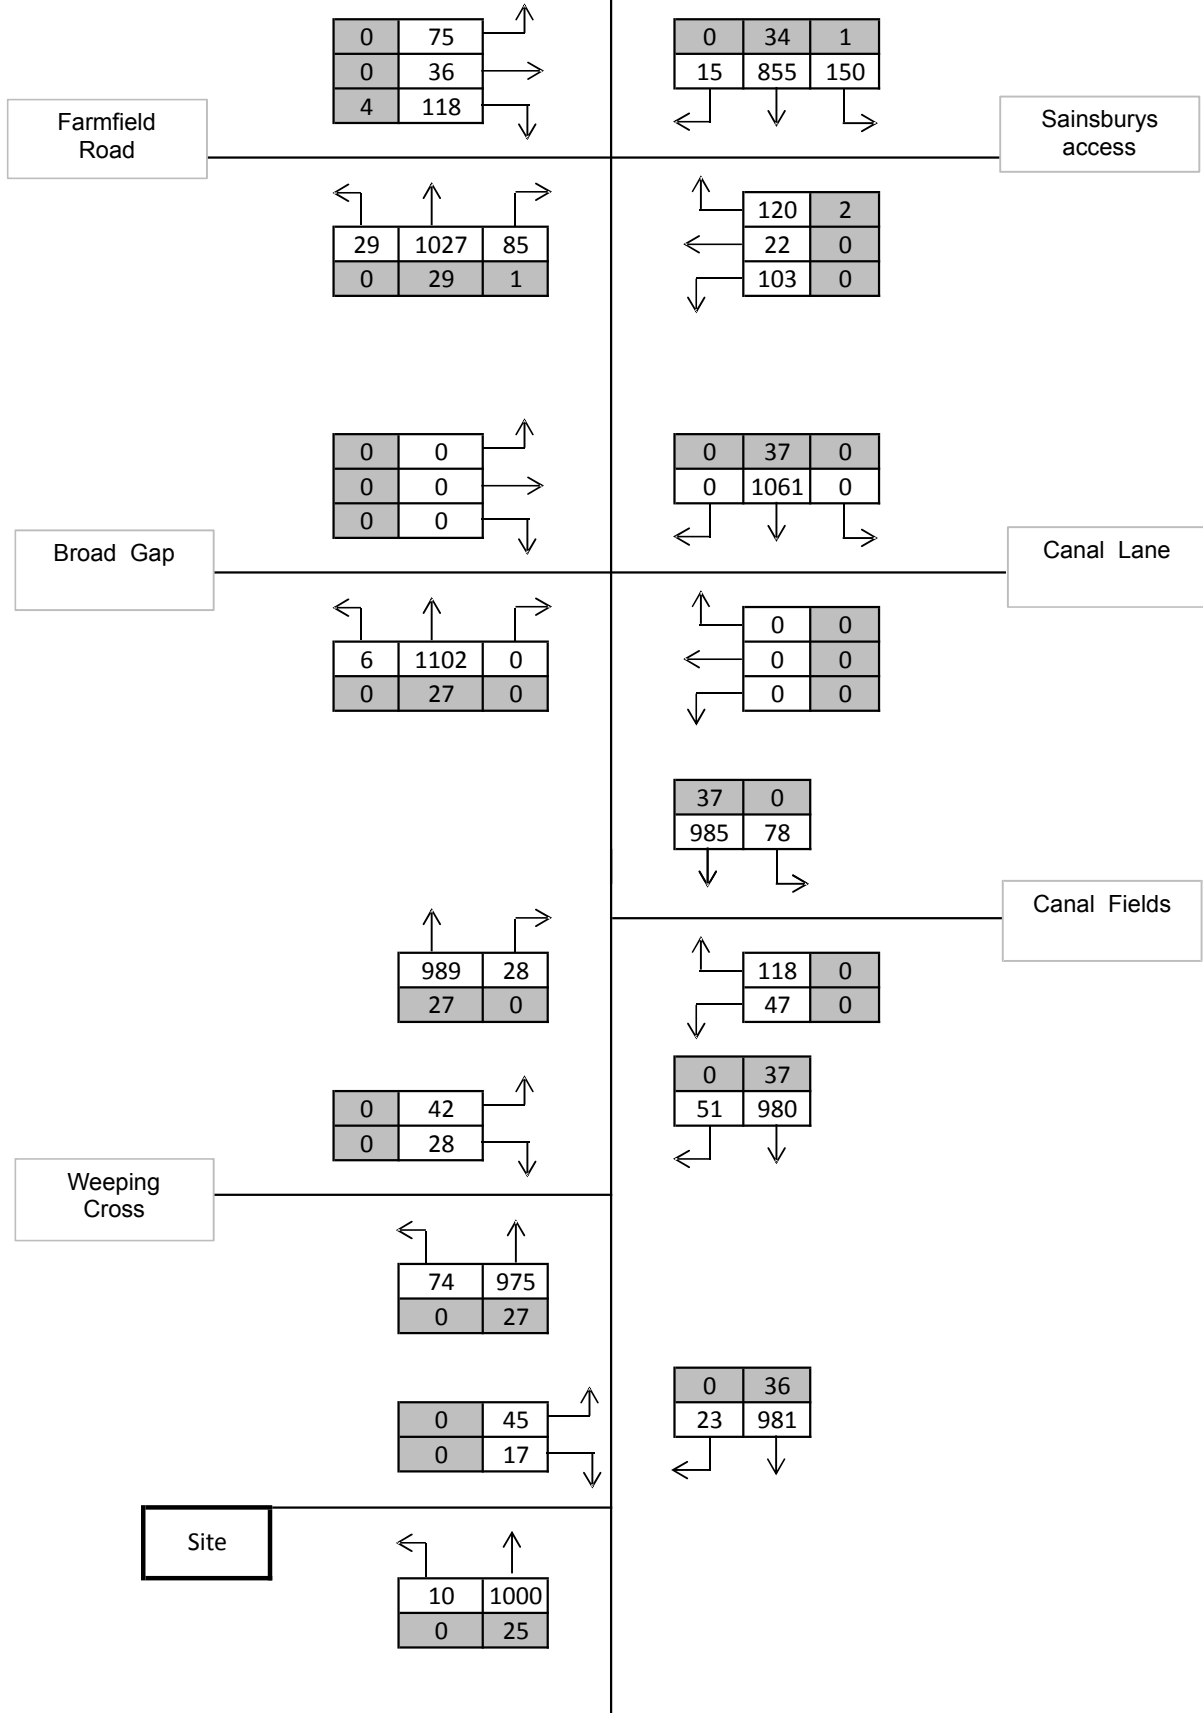 0 75
0 36
4 118
0 34 1
15 855 150
Farmfield
Road
Sainsburys
access
29 1027 85
0 29 1
120 2
22 0
103 0
0 0
0 0
0 0
0 37 0
0 1061 0
Broad Gap
Canal Lane
6 1102 0
0 27 0
0 0
0 0
0 0
37 0
985 78
Canal Fields
989 28
27 0
118 0
47 0
0 42
0 28
0 37
51 980
Weeping
Cross
74 975
0 27
0 45
0 17
0 36
23 981
Site
10 1000
0 25